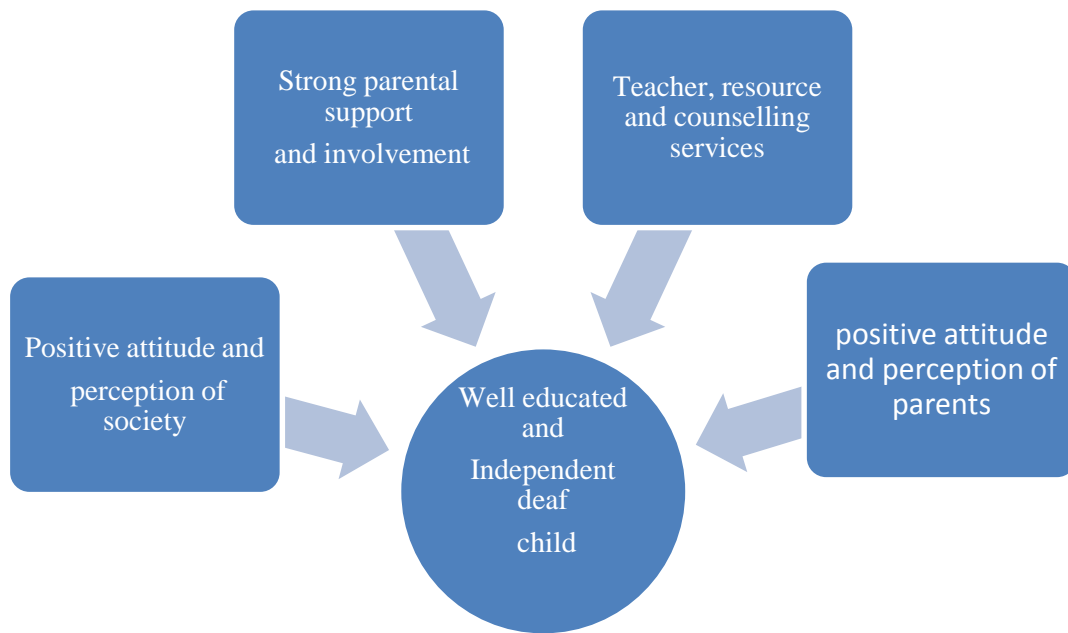 Strong parental
support
and involvement
Teacher, resource
and counselling
services
Positive attitude and
perception of
society
positive attitude
and perception of
parents
Well educated
and
Independent
deaf
child